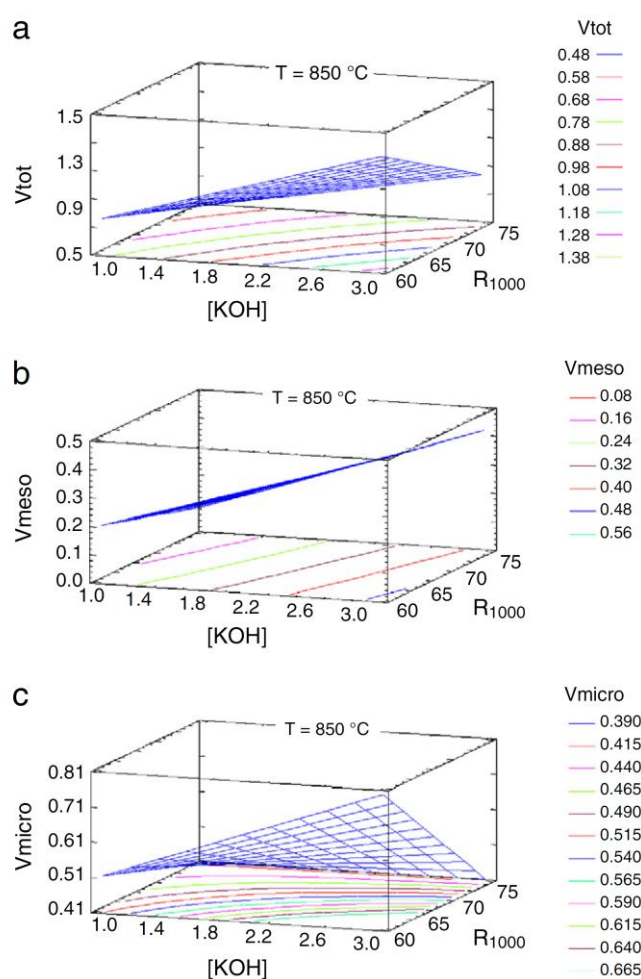 a
T = 850 °C
1.5
1.3
0.9
0.9
0.5
Vtot
1.0 1.4 1.8 2.2 2.6 3.0
[KOH]
60 65 70 75
R1000
Vtot
0.48
0.58
0.68
0.78
0.88
0.98
1.08
1.18
1.28
1.38
b
T = 850 °C
0.5
0.4
0.3
0.2
0.1
0.0
Vmeso
1.0 1.4 1.8 2.2 2.6 3.0
[KOH]
60 65 70 75
R1000
Vmeso
0.08
0.16
0.24
0.32
0.40
0.48
0.56
c
T = 850 °C
0.81
0.71
0.61
0.51
0.41
Vmicro
1.0 1.4 1.8 2.2 2.6 3.0
[KOH]
60 65 70 75
R1000
Vmicro
0.390
0.415
0.440
0.465
0.490
0.515
0.540
0.565
0.590
0.615
0.640
0.665